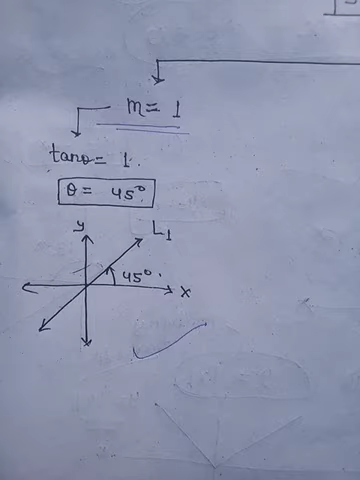 m = 1
tanθ = 1.
θ = 45°
y
L1
45°.
x